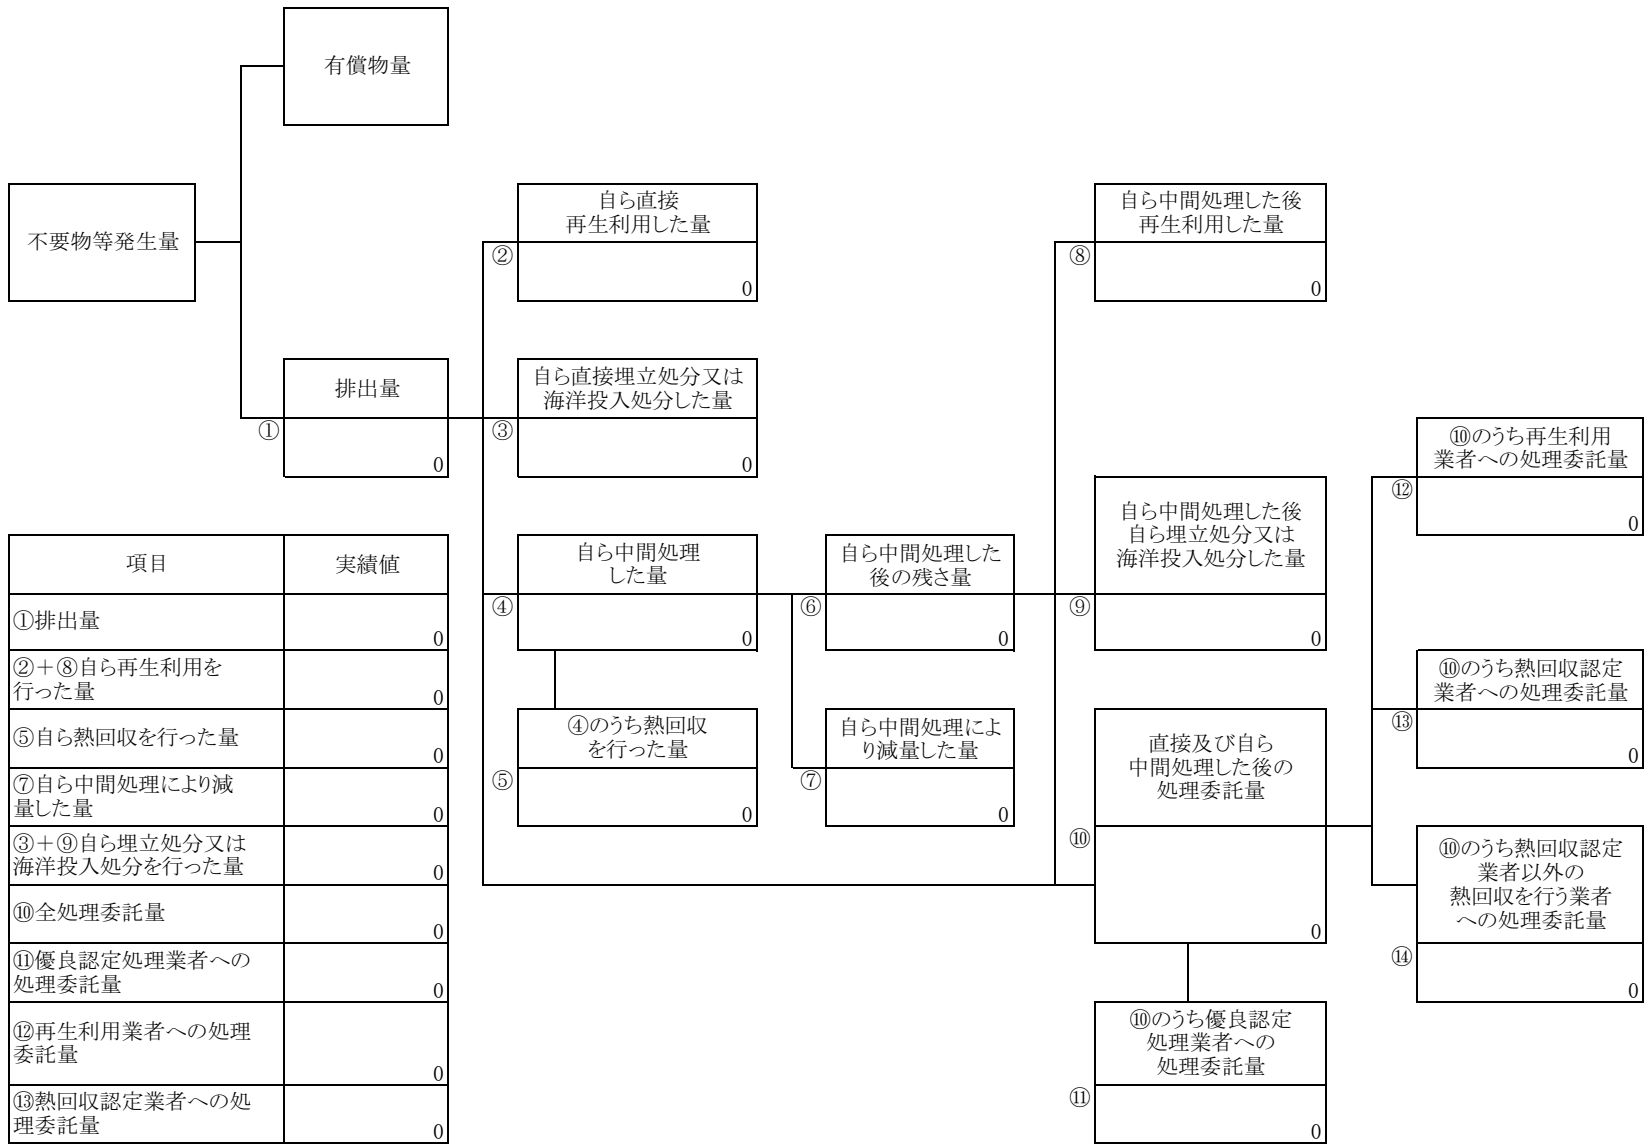 有償物量
不要物等発生量
自ら直接
再生利用した量
②
0
自ら中間処理した後
再生利用した量
⑧
0
排出量
①
0
自ら直接埋立処分又は
海洋投入処分した量
③
0
⑩のうち再生利用
業者への処理委託量
⑫
0
自ら中間処理
した量
④
0
自ら中間処理した
後の残さ量
⑥
0
自ら中間処理した後
自ら埋立処分又は
海洋投入処分した量
⑨
0
⑩のうち熱回収認定
業者への処理委託量
⑬
0
④のうち熱回収
を行った量
⑤
0
自ら中間処理によ
り減量した量
⑦
0
直接及び自ら
中間処理した後の
処理委託量
⑩
0
⑩のうち熱回収認定
業者以外の
熱回収を行う業者
への処理委託量
⑭
0
⑩のうち優良認定
処理業者への
処理委託量
⑪
0
項目 実績値
①排出量
0
②+⑧自ら再生利用を
行った量
0
⑤自ら熱回収を行った量
0
⑦自ら中間処理により減
量した量
0
③+⑨自ら埋立処分又は
海洋投入処分を行った量
0
⑩全処理委託量
0
⑪優良認定処理業者への
処理委託量
0
⑫再生利用業者への処理
委託量
0
⑬熱回収認定業者への処
理委託量
0